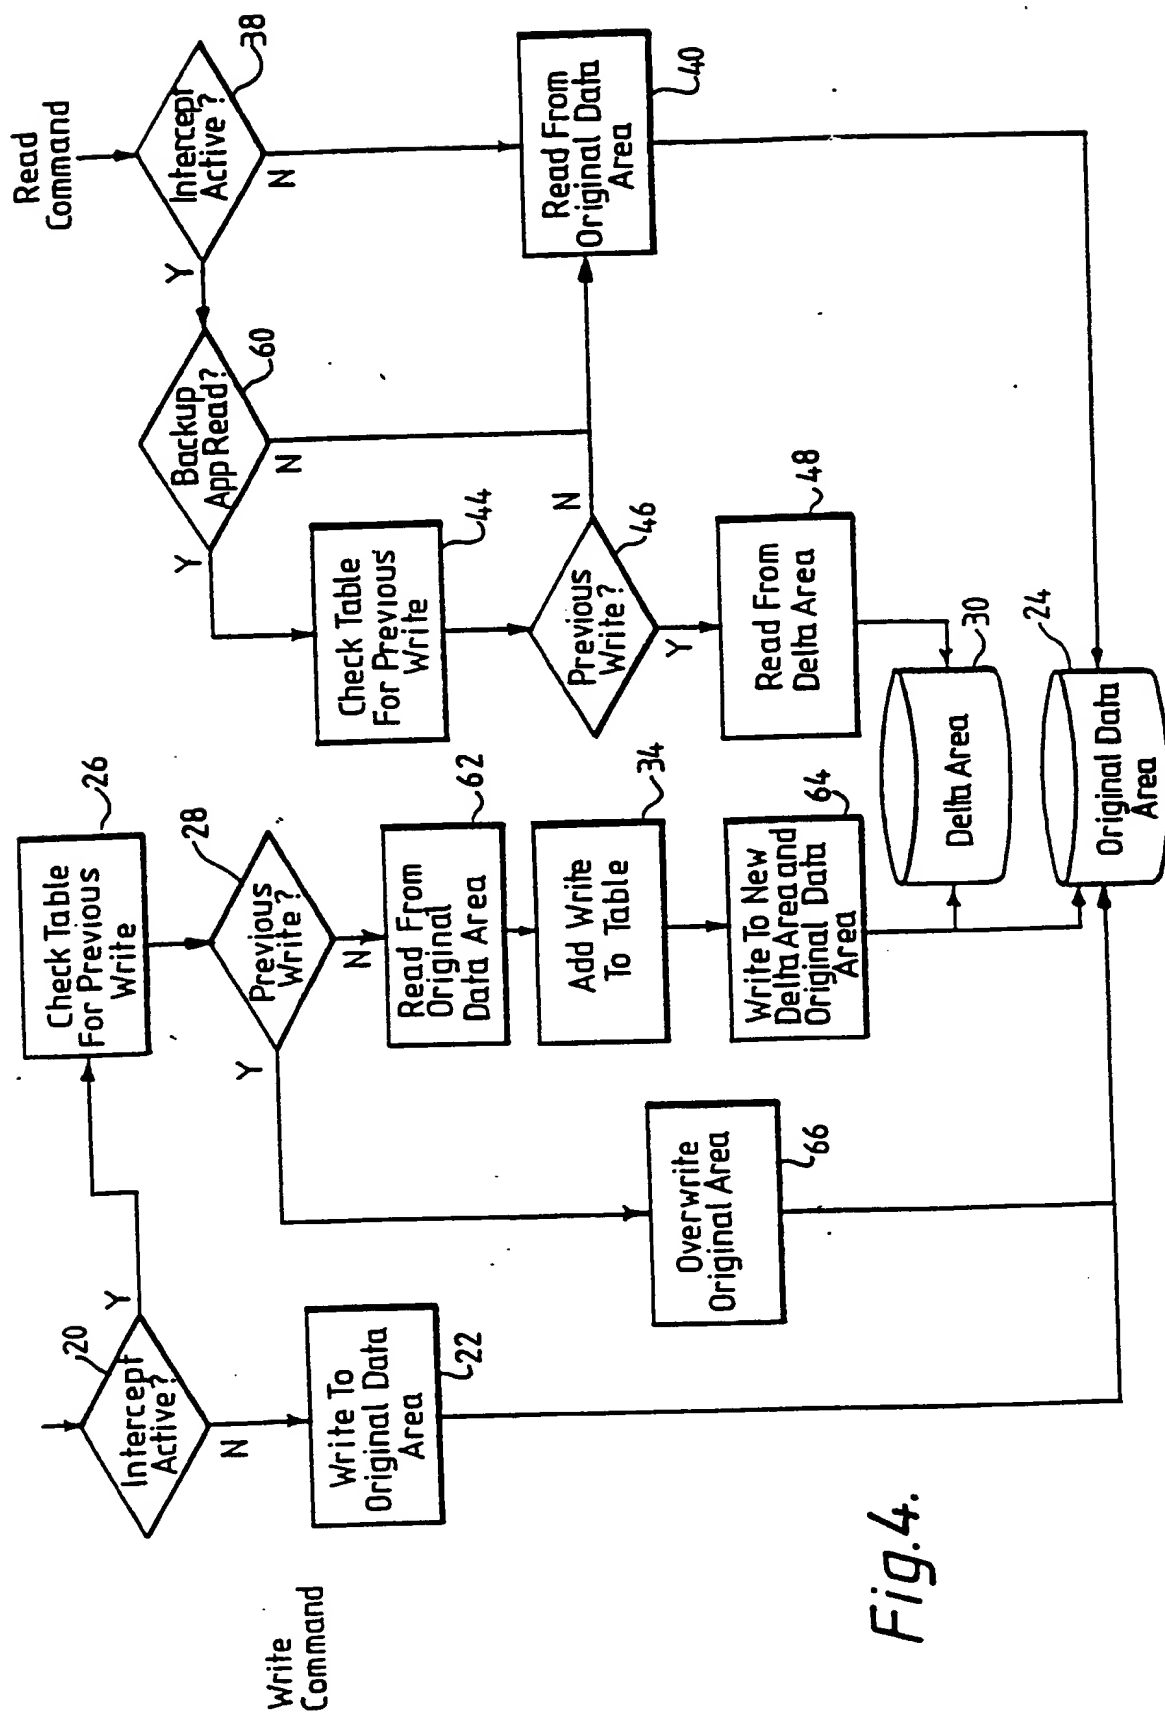 Write
Command
20
Intercept
Active?
Y
N
Write To
Original Data
Area
22
26
Check Table
For Previous
Write
28
Previous
Write?
Y
N
Overwrite
Original Area
66
Read From
Original
Data Area
62
Add Write
To Table
34
Write To New
Delta Area and
Original Data
Area
64
Read
Command
38
Intercept
Active?
Y
N
60
Backup
App Read?
Y
N
Check Table
For Previous
Write
44
Previous
Write?
46
N
Y
Read From
Delta Area
48
Read From
Original Data
Area
40
Delta Area
30
Original Data
Area
24
Fig.4.